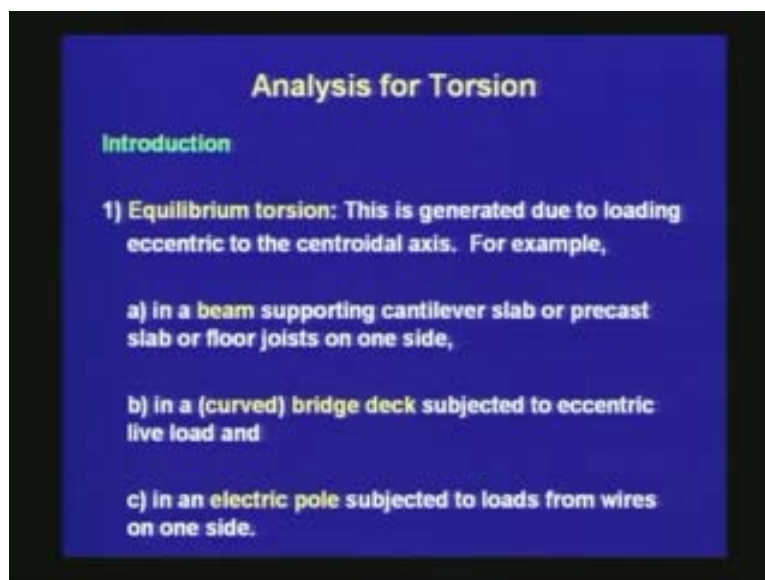 Analysis for Torsion
Introduction
1) Equilibrium torsion: This is generated due to loading
eccentric to the centroidal axis. For example,
a) in a beam supporting cantilever slab or precast
slab or floor joists on one side,
b) in a (curved) bridge deck subjected to eccentric
live load and
c) in an electric pole subjected to loads from wires
on one side.